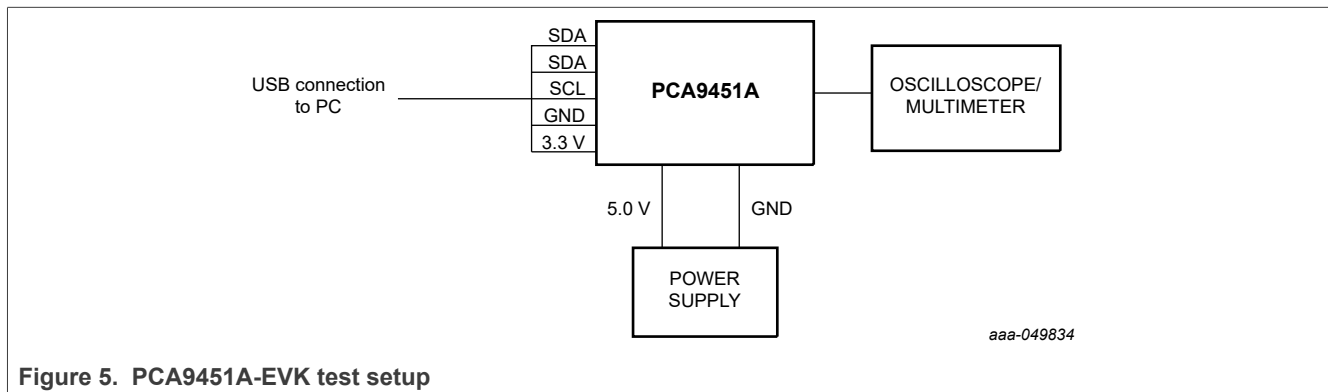 SDA
SDA
SCL
GND
3.3 V
USB connection
to PC
PCA9451A
OSCILLOSCOPE/
MULTIMETER
5.0 V
GND
POWER
SUPPLY
aaa-049834
Figure 5. PCA9451A-EVK test setup